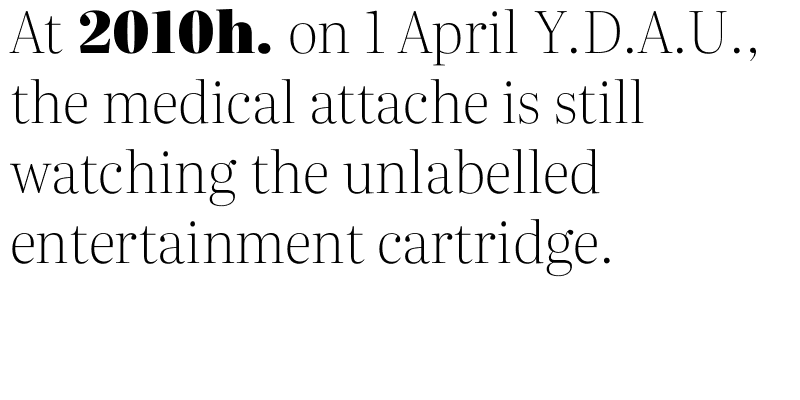 At 2010h. on 1 April Y.D.A.U.,
the medical attache is still
watching the unlabelled
entertainment cartridge.